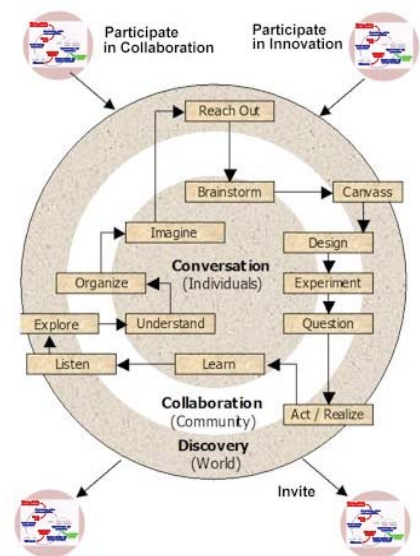 Participate
in Collaboration
Participate
in Innovation
Reach Out
Brainstorm
Canvass
Imagine
Design
Conversation
(Individuals)
Organize
Experiment
Explore
Understand
Question
Listen
Learn
Collaboration
(Community)
Act / Realize
Discovery
(World)
Invite